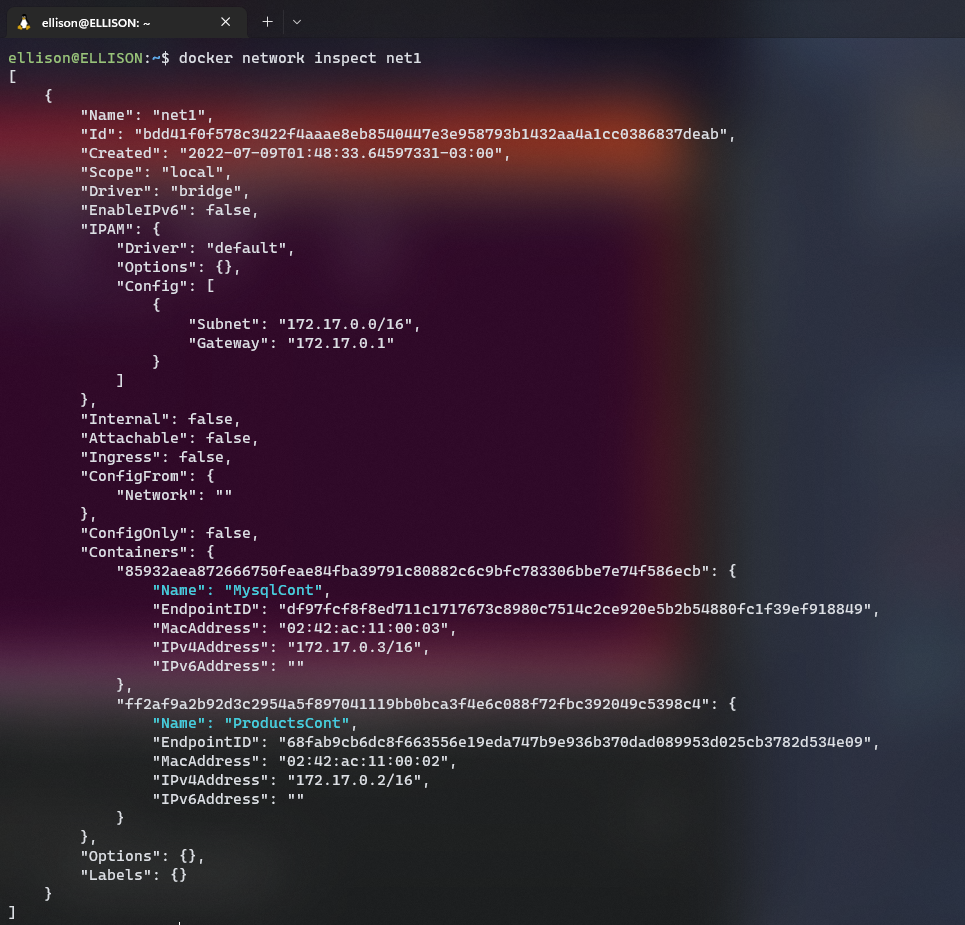 ellison@ELLISON: ~
ellison@ELLISON:~$ docker network inspect net1
[
    {
        "Name": "net1",
        "Id": "bdd41f0f578c3422f4aaae8eb8540447e3e958793b1432aa4a1cc0386837deab",
        "Created": "2022-07-09T01:48:33.64597331-03:00",
        "Scope": "local",
        "Driver": "bridge",
        "EnableIPv6": false,
        "IPAM": {
            "Driver": "default",
            "Options": {},
            "Config": [
                {
                    "Subnet": "172.17.0.0/16",
                    "Gateway": "172.17.0.1"
                }
            ]
        },
        "Internal": false,
        "Attachable": false,
        "Ingress": false,
        "ConfigFrom": {
            "Network": ""
        },
        "ConfigOnly": false,
        "Containers": {
            "85932aea872666750feae84fba39791c80882c6c9bfc783306bbe7e74f586ecb": {
                "Name": "MysqlCont",
                "EndpointID": "df97fcf8f8ed711c1717673c8980c7514c2ce920e5b2b54880fc1f39ef918849",
                "MacAddress": "02:42:ac:11:00:03",
                "IPv4Address": "172.17.0.3/16",
                "IPv6Address": ""
            },
            "ff2af9a2b92d3c2954a5f897041119bb0bca3f4e6c088f72fbc392049c5398c4": {
                "Name": "ProductsCont",
                "EndpointID": "68fab9cb6dc8f663556e19eda747b9e936b370dad089953d025cb3782d534e09",
                "MacAddress": "02:42:ac:11:00:02",
                "IPv4Address": "172.17.0.2/16",
                "IPv6Address": ""
            }
        },
        "Options": {},
        "Labels": {}
    }
]